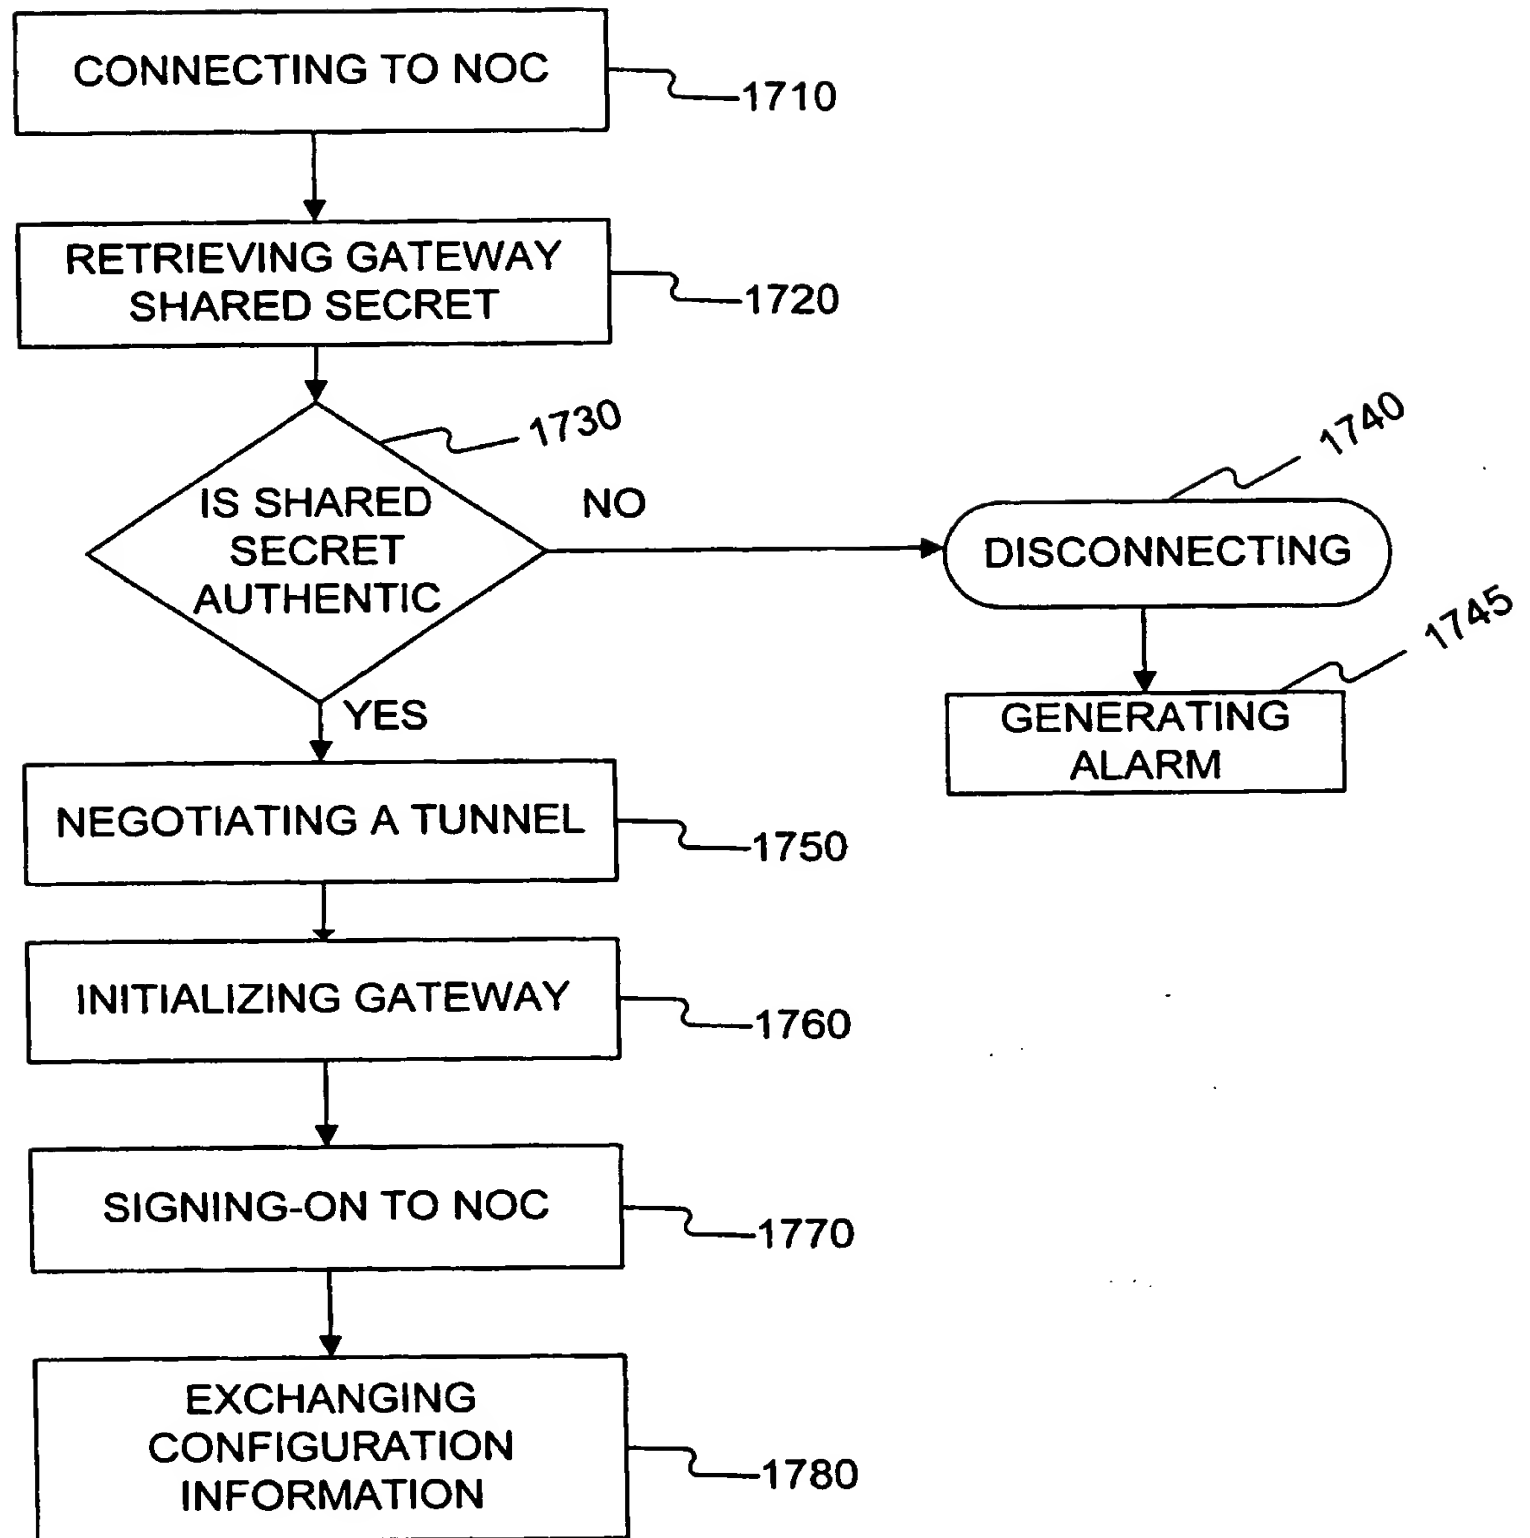 CONNECTING TO NOC
1710
RETRIEVING GATEWAY
SHARED SECRET
1720
1730
IS SHARED
SECRET
AUTHENTIC
NO
YES
1740
DISCONNECTING
1745
GENERATING
ALARM
NEGOTIATING A TUNNEL
1750
INITIALIZING GATEWAY
1760
SIGNING-ON TO NOC
1770
EXCHANGING
CONFIGURATION
INFORMATION
1780